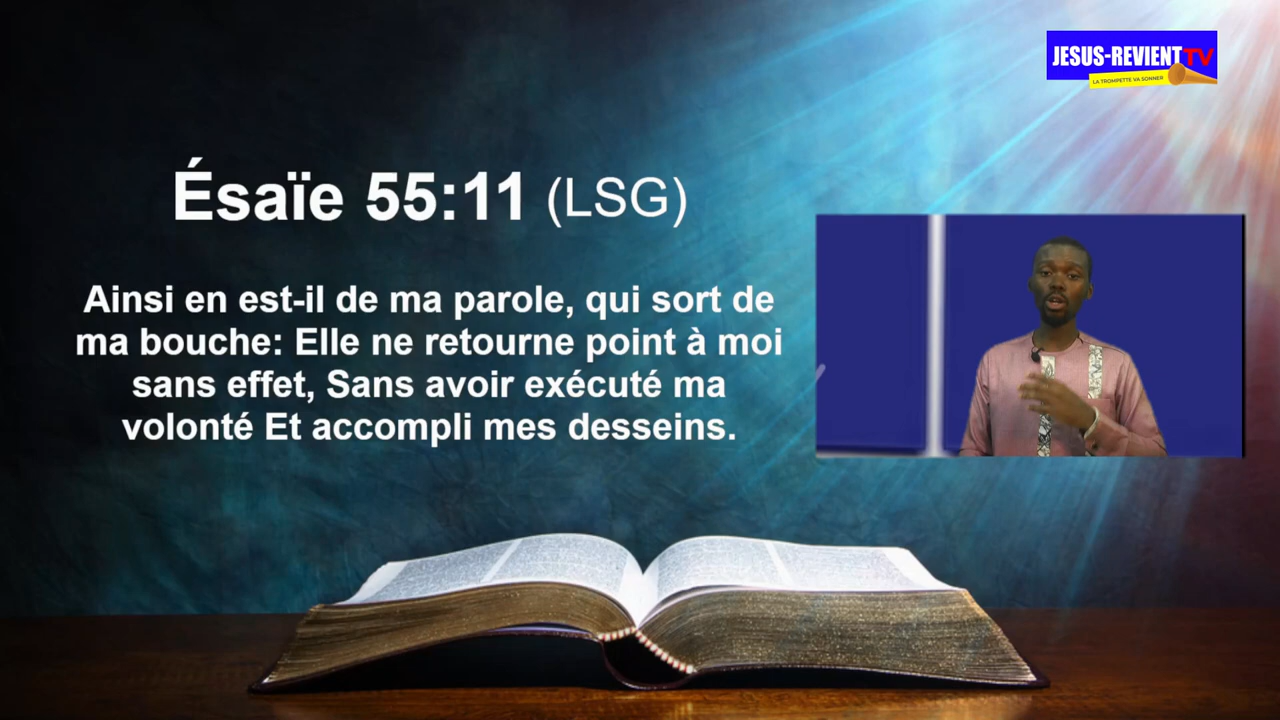 JESUS-REVIENT TV
LA TROMPETTE VA SONNER
Ésaïe 55:11 (LSG)
Ainsi en est-il de ma parole, qui sort de
ma bouche: Elle ne retourne point à moi
sans effet, Sans avoir exécuté ma
volonté Et accompli mes desseins.